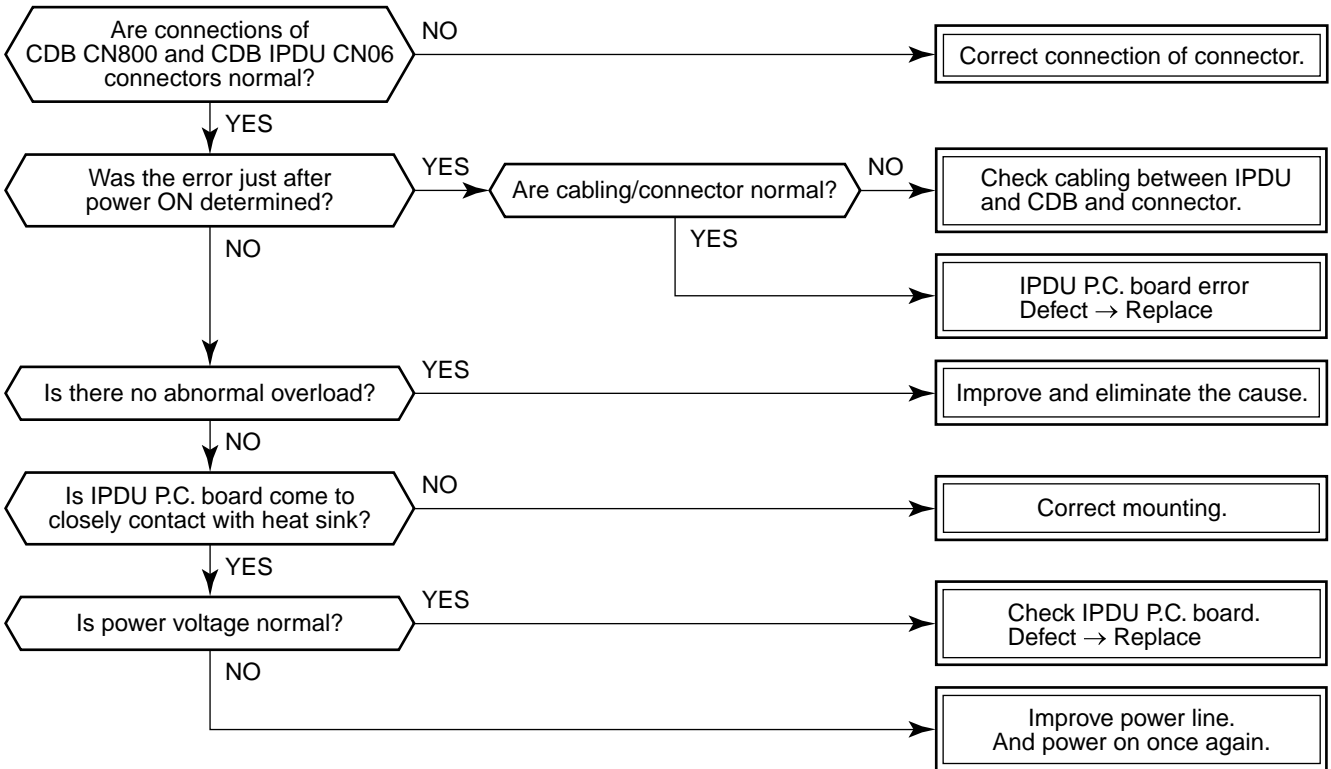 Are connections of
CDB CN800 and CDB IPDU CN06
connectors normal?
NO
Correct connection of connector.
YES
Was the error just after
power ON determined?
YES
Are cabling/connector normal?
NO
Check cabling between IPDU
and CDB and connector.
NO
YES
IPDU P.C. board error
Defect → Replace
Is there no abnormal overload?
YES
Improve and eliminate the cause.
NO
Is IPDU P.C. board come to
closely contact with heat sink?
NO
Correct mounting.
YES
Is power voltage normal?
YES
Check IPDU P.C. board.
Defect → Replace
NO
Improve power line.
And power on once again.